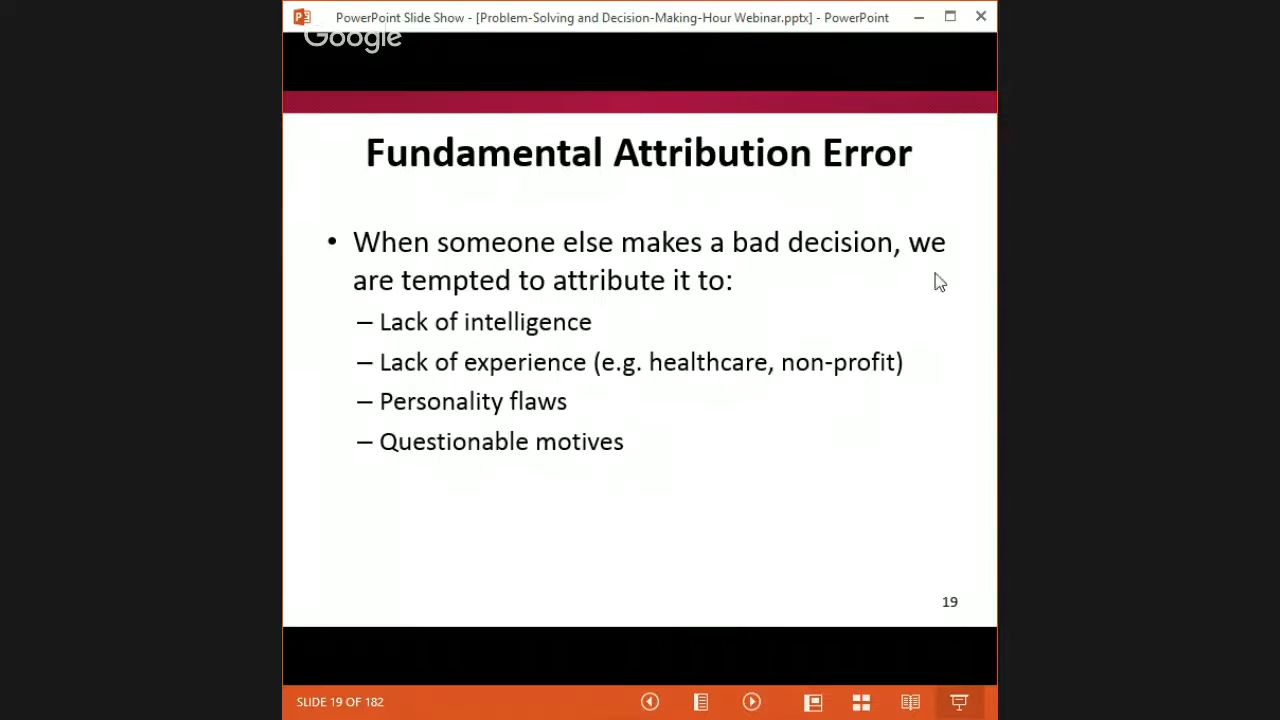 PowerPoint Slide Show - [Problem-Solving and Decision-Making-Hour Webinar.pptx] - PowerPoint
Google
Fundamental Attribution Error
• When someone else makes a bad decision, we
are tempted to attribute it to:
– Lack of intelligence
– Lack of experience (e.g. healthcare, non-profit)
– Personality flaws
– Questionable motives
19
SLIDE 19 OF 182